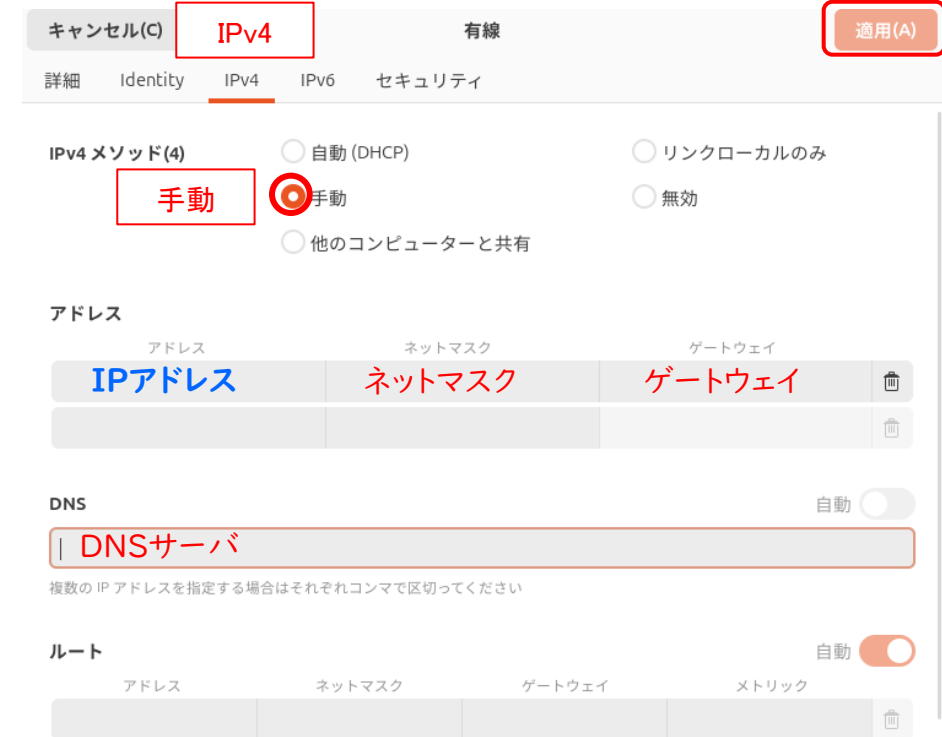 キャンセル(C) IPv4 有線 適用(A)
詳細 Identity IPv4 IPv6 セキュリティ
IPv4 メソッド(4) 自動 (DHCP) リンクローカルのみ
手動 手動 無効
他のコンピューターと共有
アドレス
アドレス ネットマスク ゲートウェイ
IPアドレス ネットマスク ゲートウェイ
DNS 自動
DNSサーバ
複数の IP アドレスを指定する場合はそれぞれコンマで区切ってください
ルート 自動
アドレス ネットマスク ゲートウェイ メトリック